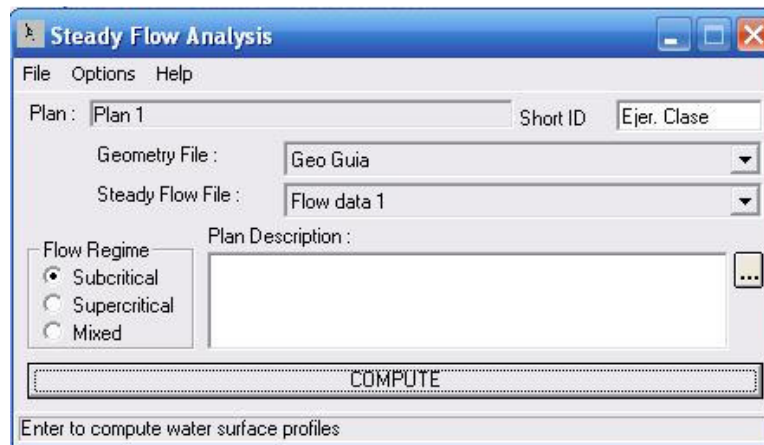 Steady Flow Analysis
File Options Help
Plan : Plan 1 Short ID Ejer. Clase
Geometry File : Geo Guia
Steady Flow File : Flow data 1
Plan Description :
Flow Regime
Subcritical
Supercritical
Mixed
...
COMPUTE
Enter to compute water surface profiles